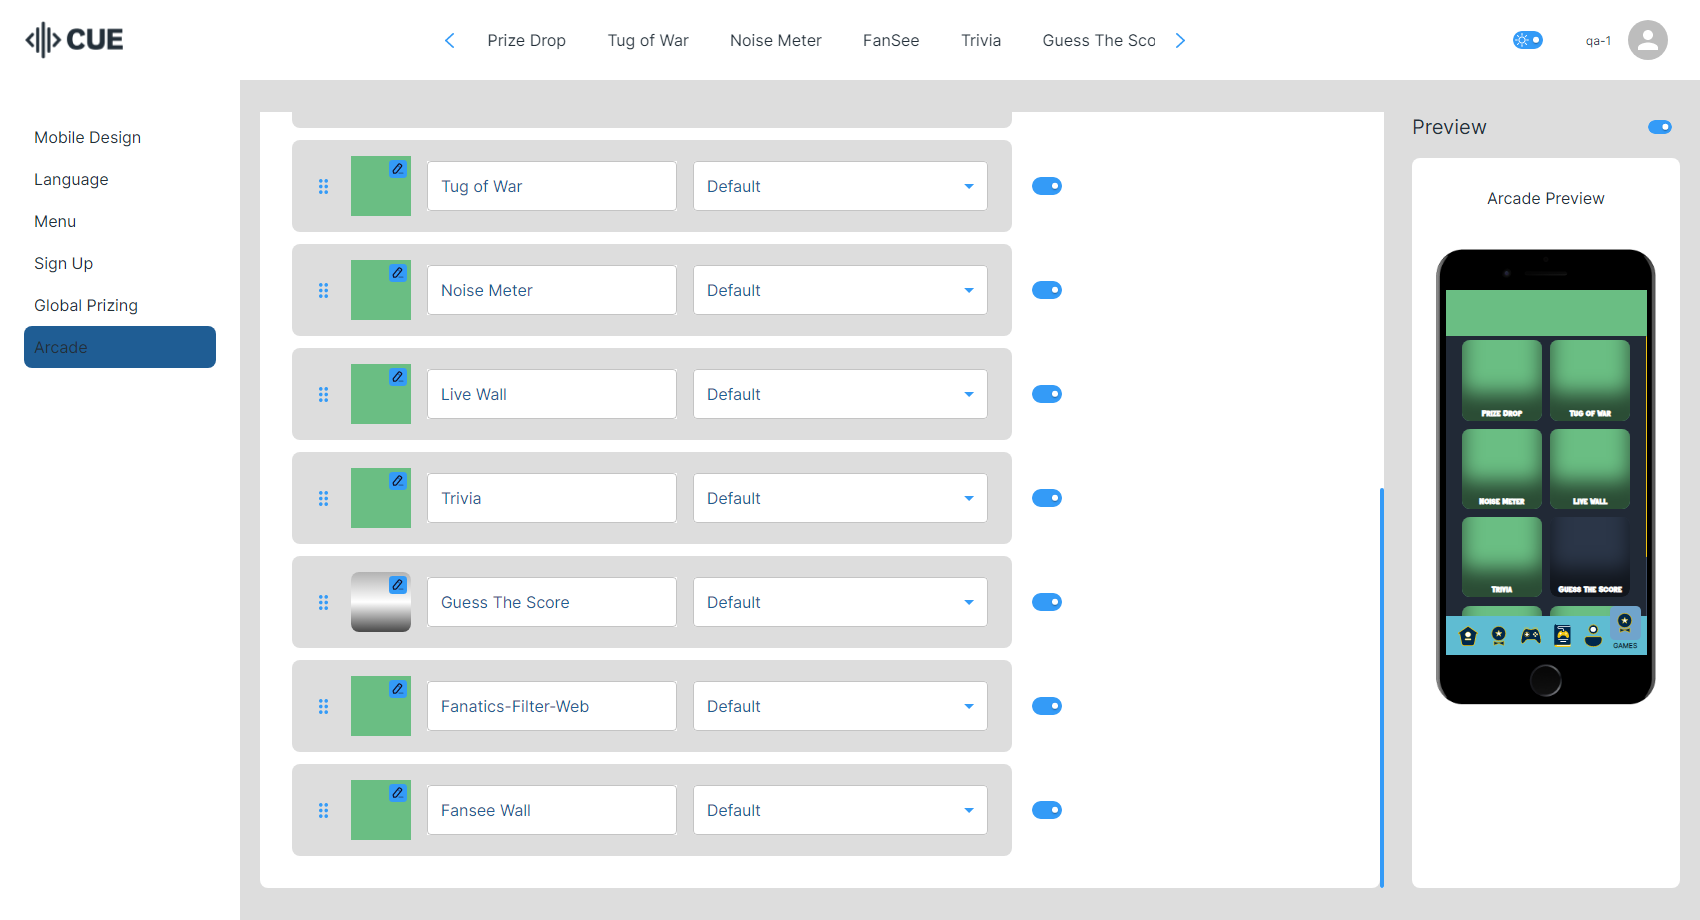 CUE
Prize Drop
Tug of War
Noise Meter
FanSee
Trivia
Guess The Sco
qa-1
Mobile Design
Language
Menu
Sign Up
Global Prizing
Arcade
Tug of War
Default
Noise Meter
Default
Live Wall
Default
Trivia
Default
Guess The Score
Default
Fanatics-Filter-Web
Default
Fansee Wall
Default
Preview
Arcade Preview
Prize Drop
Tug of War
Noise Meter
Live Wall
Trivia
Guess The Score
GAMES